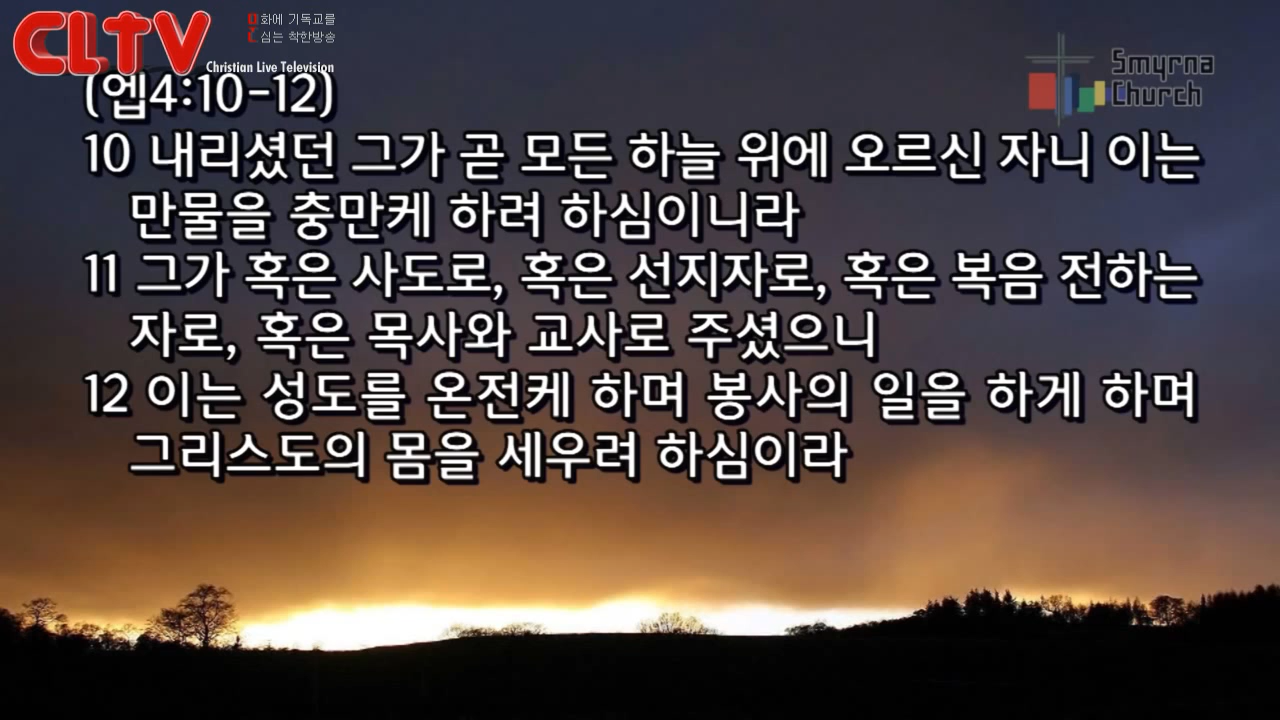 CLTV
문화에 기독교를
심는 착한방송
Christian Live Television
Smyrna
Church
(엡4:10-12)
10 내리셨던 그가 곧 모든 하늘 위에 오르신 자니 이는
만물을 충만케 하려 하심이니라
11 그가 혹은 사도로, 혹은 선지자로, 혹은 복음 전하는
자로, 혹은 목사와 교사로 주셨으니
12 이는 성도를 온전케 하며 봉사의 일을 하게 하며
그리스도의 몸을 세우려 하심이라